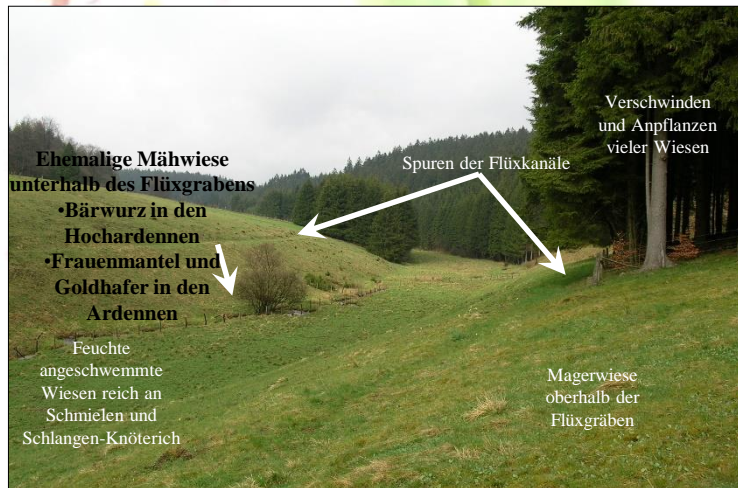 Ehemalige Mähwiese
unterhalb des Flüxgrabens
•Bärwurz in den
Hochardennen
•Frauenmantel und
Goldhafer in den
Ardennen
Feuchte
angeschwemmte
Wiesen reich an
Schmielen und
Schlangen-Knöterich
Spuren der Flüxkanäle
Verschwinden
und Anpflanzen
vieler Wiesen
Magerwiese
oberhalb der
Flüxgräben